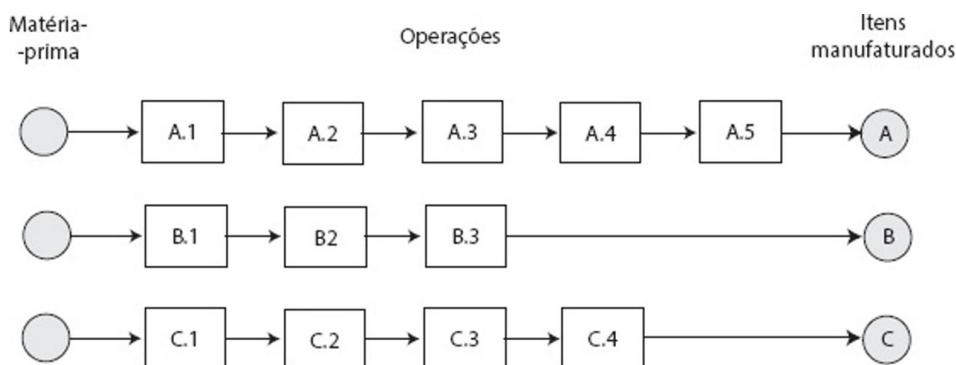 Matéria-
-prima
Operações
Itens
manufaturados
A.1
A.2
A.3
A.4
A.5
A
B.1
B2
B.3
B
C.1
C.2
C.3
C.4
C